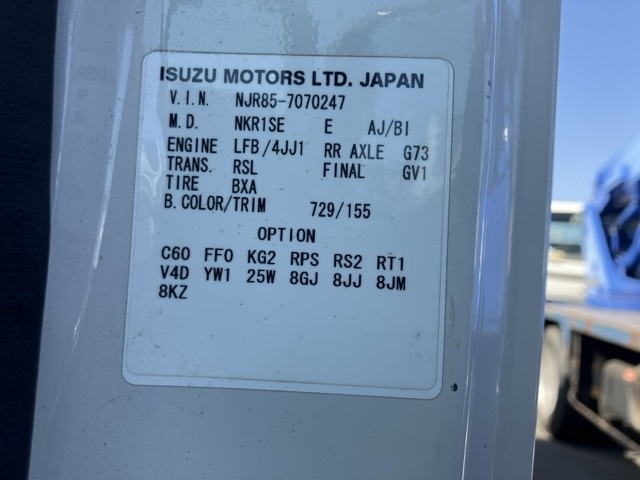 ISUZU MOTORS LTD. JAPAN
V.I.N. NJR85-7070247
M.D. NKR1SE E AJ/BI
ENGINE LFB/4JJ1 RR AXLE G73
TRANS. RSL FINAL GV1
TIRE BXA
B.COLOR/TRIM 729/155
OPTION
C60 FF0 KG2 RPS RS2 RT1
V4D YW1 25W 8GJ 8JJ 8JM
8KZ